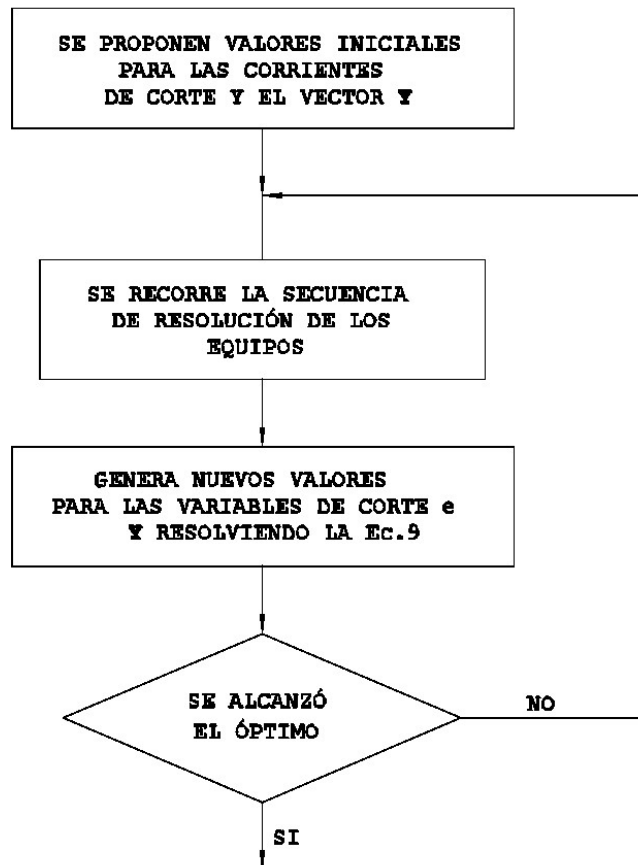 SE PROPONEN VALORES INICIALES
PARA LAS CORRIENTES
DE CORTE Y EL VECTOR Y
SE RECORRE LA SECUENCIA
DE RESOLUCIÓN DE LOS
EQUIPOS
GENERA NUEVOS VALORES
PARA LAS VARIABLES DE CORTE e
Y RESOLVIENDO LA Ec.9
SE ALCANZÓ
EL ÓPTIMO
NO
SI